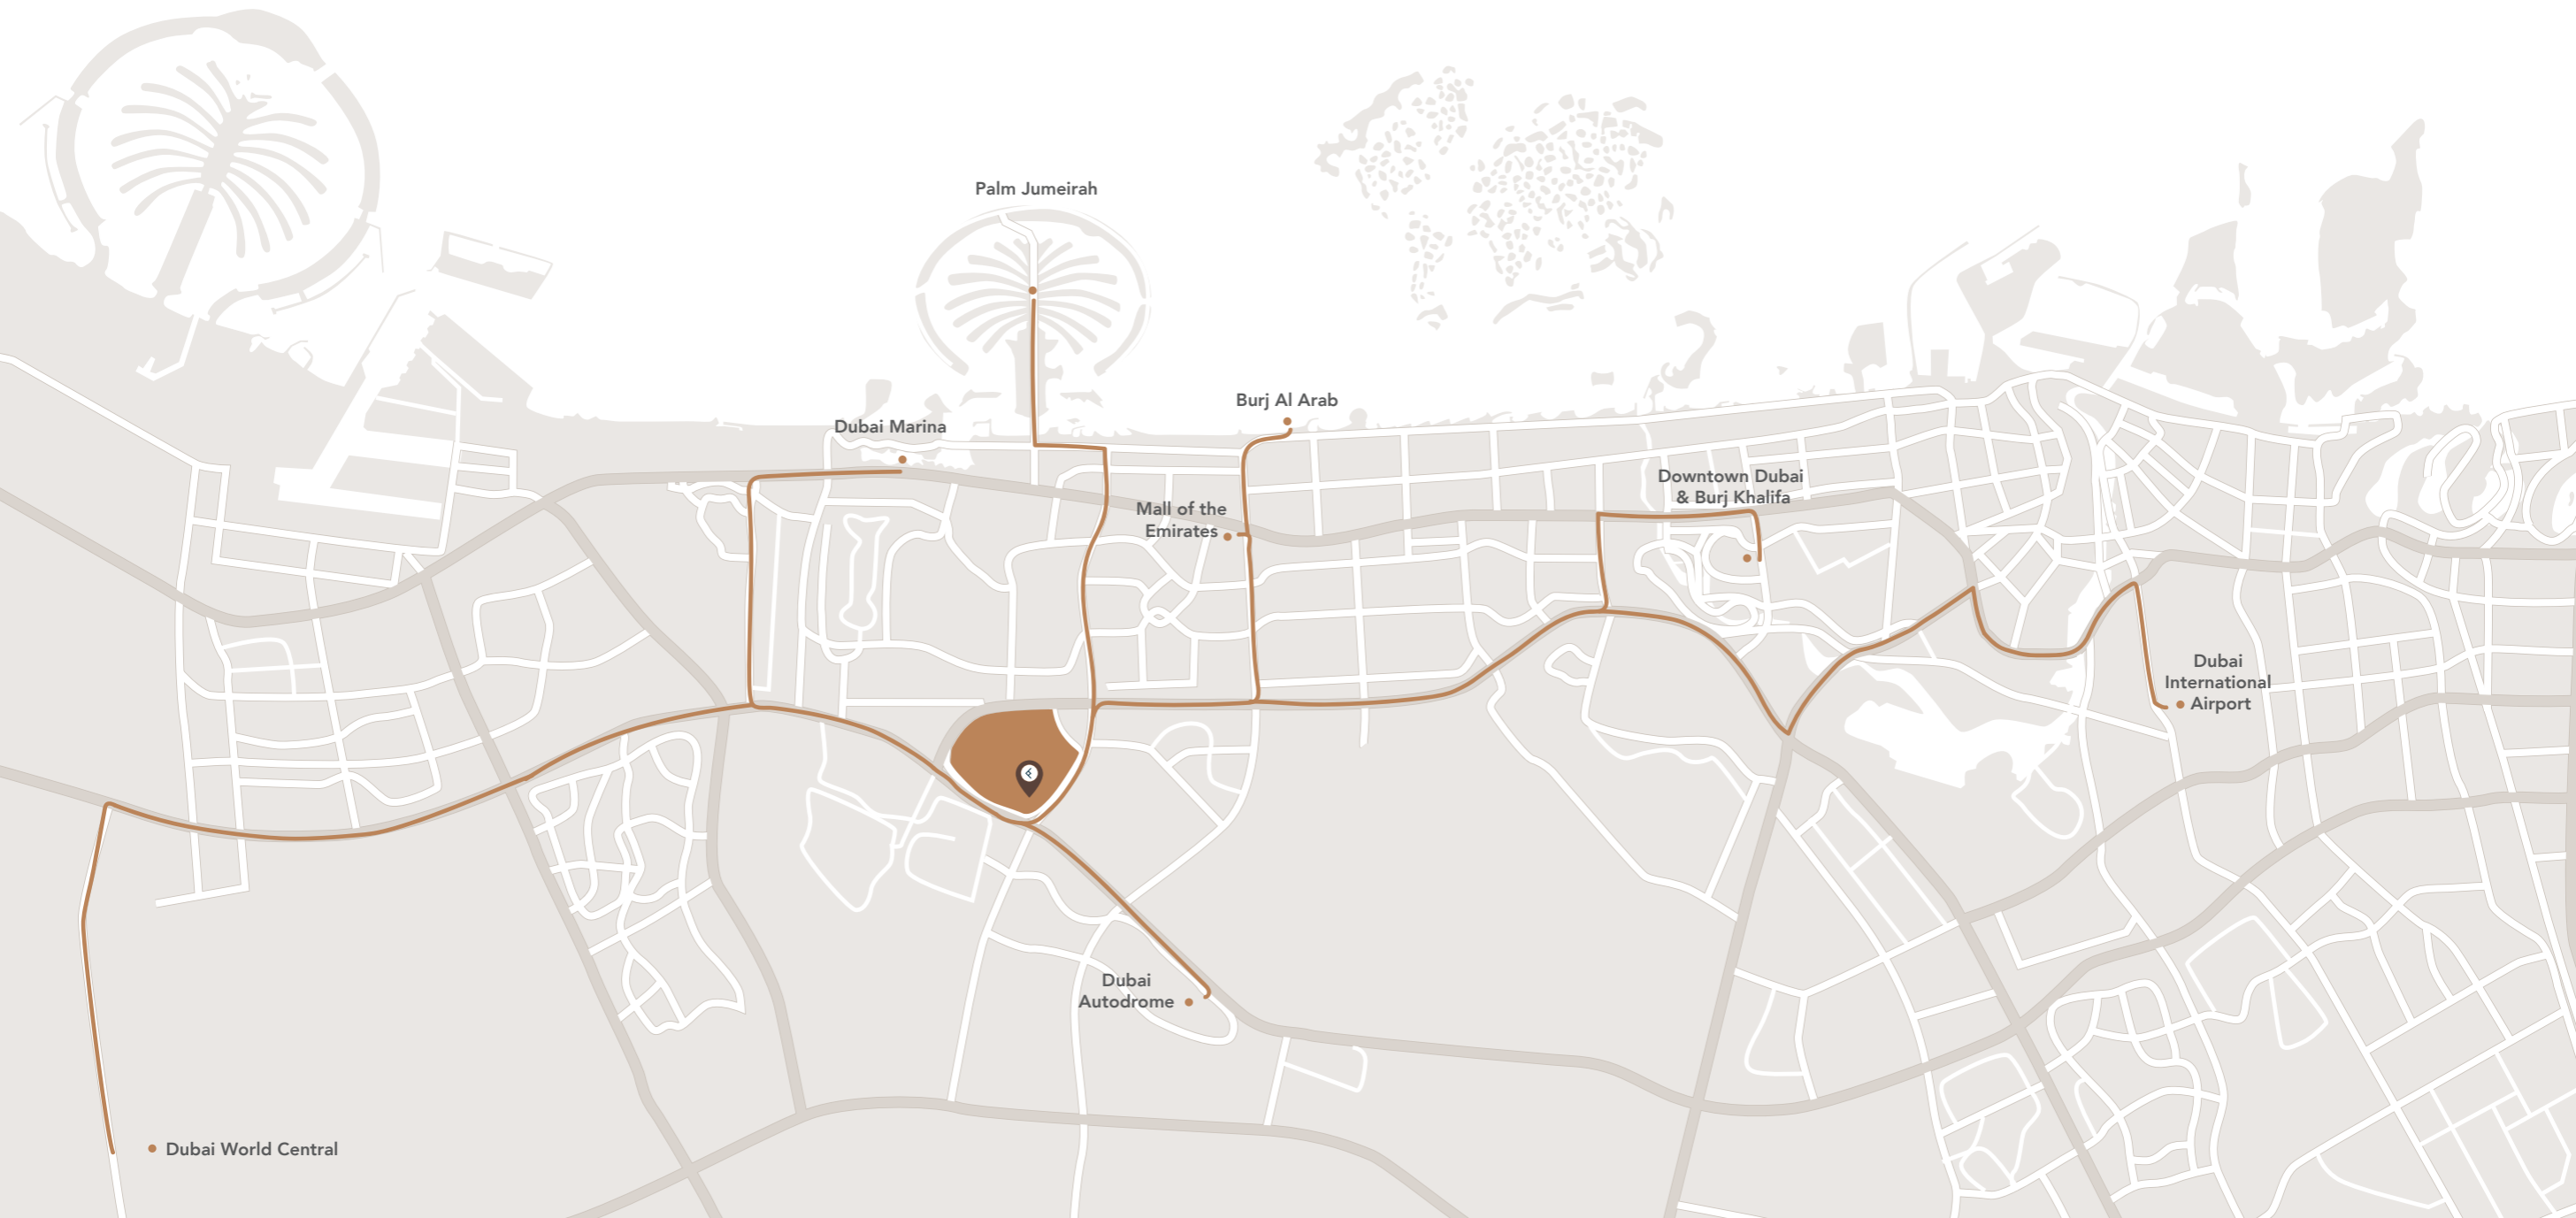 Palm Jumeirah
Burj Al Arab
Dubai Marina
Downtown Dubai
& Burj Khalifa
Mall of the
Emirates
Dubai
International
Airport
Dubai
Autodrome
Dubai World Central